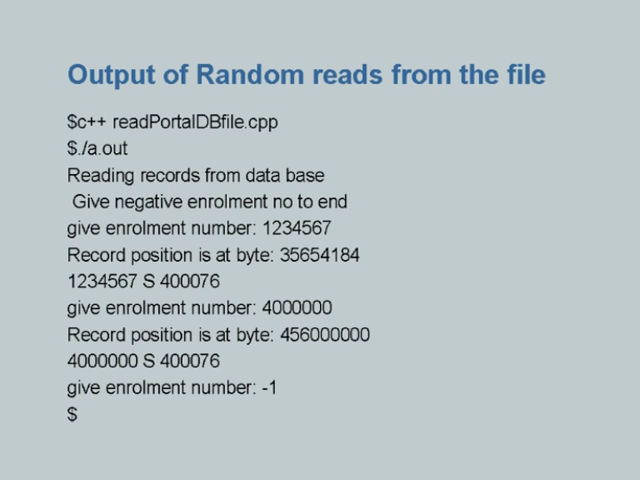 Output of Random reads from the file
$c++ readPortalDBfile.cpp
$./a.out
Reading records from data base
Give negative enrolment no to end
give enrolment number: 1234567
Record position is at byte: 35654184
1234567 S 400076
give enrolment number: 4000000
Record position is at byte: 456000000
4000000 S 400076
give enrolment number: -1
$